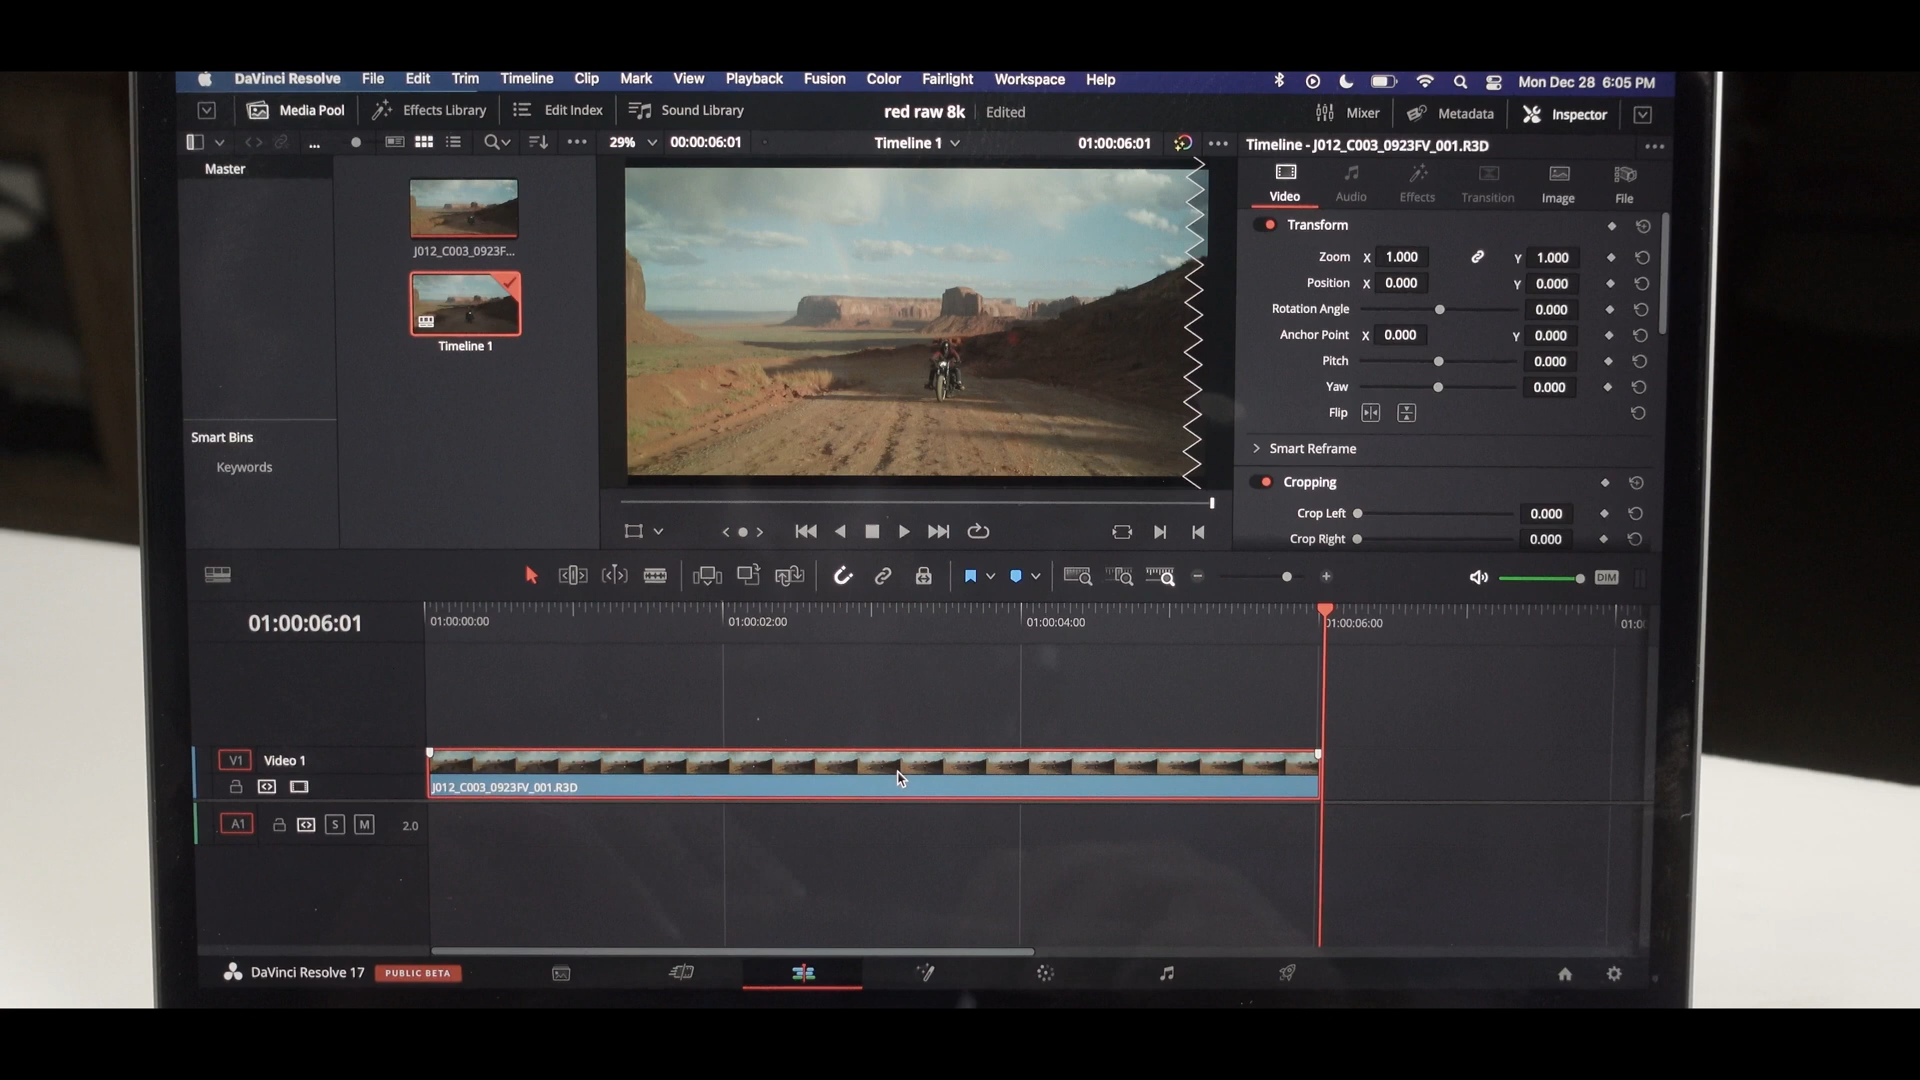 DaVinci Resolve File Edit Trim Timeline Clip Mark View Playback Fusion Color Fairlight Workspace Help Mon Dec 28 6:05 PM
Media Pool Effects Library Edit Index Sound Library red raw 8k Edited Mixer Metadata Inspector
... 29% 00:00:06:01 Timeline 1 01:00:06:01 Timeline - J012_C003_0923FV_001.R3D
Master
J012_C003_0923F...
Timeline 1
Smart Bins
Keywords
Video Audio Effects Transition Image File
Transform
Zoom X 1.000 Y 1.000
Position X 0.000 Y 0.000
Rotation Angle 0.000
Anchor Point X 0.000 Y 0.000
Pitch 0.000
Yaw 0.000
Flip
Smart Reframe
Cropping
Crop Left 0.000
Crop Right 0.000
DIM
01:00:06:01 01:00:00:00 01:00:02:00 01:00:04:00 01:00:06:00
V1 Video 1
J012_C003_0923FV_001.R3D
A1 S M 2.0
DaVinci Resolve 17 PUBLIC BETA